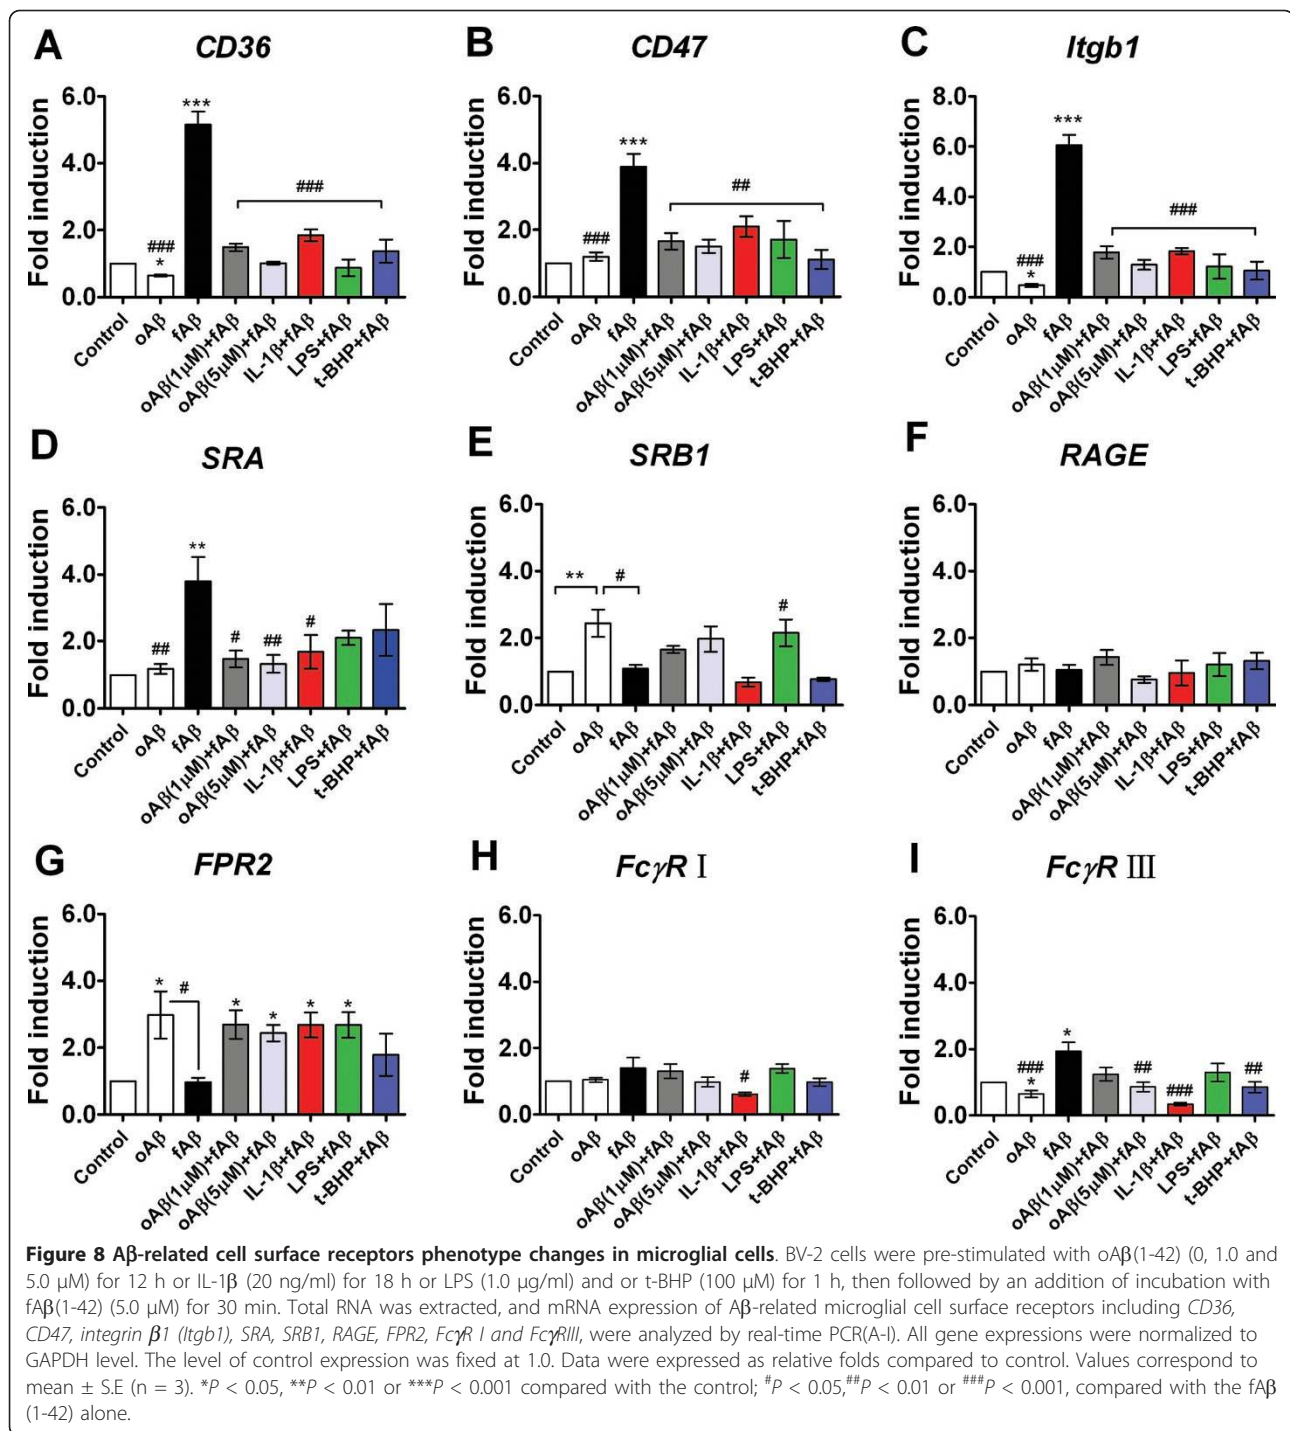 A
CD36
Fold induction
6.0
4.0
2.0
0.0
***
###
*
###
Control
oAβ
fAβ
oAβ(1μM)+fAβ
oAβ(5μM)+fAβ
IL-1β+fAβ
LPS+fAβ
t-BHP+fAβ
B
CD47
Fold induction
6.0
4.0
2.0
0.0
###
***
##
Control
oAβ
fAβ
oAβ(1μM)+fAβ
oAβ(5μM)+fAβ
IL-1β+fAβ
LPS+fAβ
t-BHP+fAβ
C
Itgb1
Fold induction
8.0
6.0
4.0
2.0
0.0
###
*
***
###
Control
oAβ
fAβ
oAβ(1μM)+fAβ
oAβ(5μM)+fAβ
IL-1β+fAβ
LPS+fAβ
t-BHP+fAβ
D
SRA
Fold induction
6.0
4.0
2.0
0.0
##
**
#
##
#
Control
oAβ
fAβ
oAβ(1μM)+fAβ
oAβ(5μM)+fAβ
IL-1β+fAβ
LPS+fAβ
t-BHP+fAβ
E
SRB1
Fold induction
6.0
4.0
2.0
0.0
**
#
#
Control
oAβ
fAβ
oAβ(1μM)+fAβ
oAβ(5μM)+fAβ
IL-1β+fAβ
LPS+fAβ
t-BHP+fAβ
F
RAGE
Fold induction
6.0
4.0
2.0
0.0
Control
oAβ
fAβ
oAβ(1μM)+fAβ
oAβ(5μM)+fAβ
IL-1β+fAβ
LPS+fAβ
t-BHP+fAβ
G
FPR2
Fold induction
6.0
4.0
2.0
0.0
*
#
*
*
*
*
Control
oAβ
fAβ
oAβ(1μM)+fAβ
oAβ(5μM)+fAβ
IL-1β+fAβ
LPS+fAβ
t-BHP+fAβ
H
FcγR I
Fold induction
6.0
4.0
2.0
0.0
#
Control
oAβ
fAβ
oAβ(1μM)+fAβ
oAβ(5μM)+fAβ
IL-1β+fAβ
LPS+fAβ
t-BHP+fAβ
I
FcγR III
Fold induction
6.0
4.0
2.0
0.0
###
*
*
##
###
##
Control
oAβ
fAβ
oAβ(1μM)+fAβ
oAβ(5μM)+fAβ
IL-1β+fAβ
LPS+fAβ
t-BHP+fAβ
Figure 8 Aβ-related cell surface receptors phenotype changes in microglial cells. BV-2 cells were pre-stimulated with oAβ(1-42) (0, 1.0 and
5.0 μM) for 12 h or IL-1β (20 ng/ml) for 18 h or LPS (1.0 μg/ml) and or t-BHP (100 μM) for 1 h, then followed by an addition of incubation with
fAβ(1-42) (5.0 μM) for 30 min. Total RNA was extracted, and mRNA expression of Aβ-related microglial cell surface receptors including CD36,
CD47, integrin β1 (Itgb1), SRA, SRB1, RAGE, FPR2, FcγR I and FcγRIII, were analyzed by real-time PCR(A-I). All gene expressions were normalized to
GAPDH level. The level of control expression was fixed at 1.0. Data were expressed as relative folds compared to control. Values correspond to
mean ± S.E (n = 3). *P < 0.05, **P < 0.01 or ***P < 0.001 compared with the control; #P < 0.05,##P < 0.01 or ###P < 0.001, compared with the fAβ
(1-42) alone.